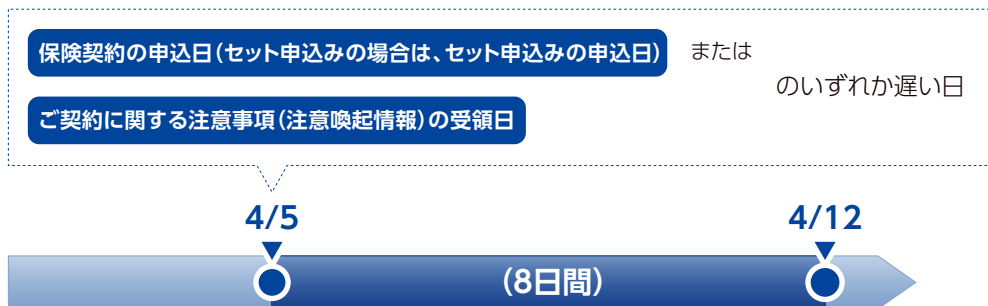 保険契約の申込日(セット申込みの場合は、セット申込みの申込日)
または
のいずれか遅い日
ご契約に関する注意事項(注意喚起情報)の受領日
4/5
4/12
(8日間)